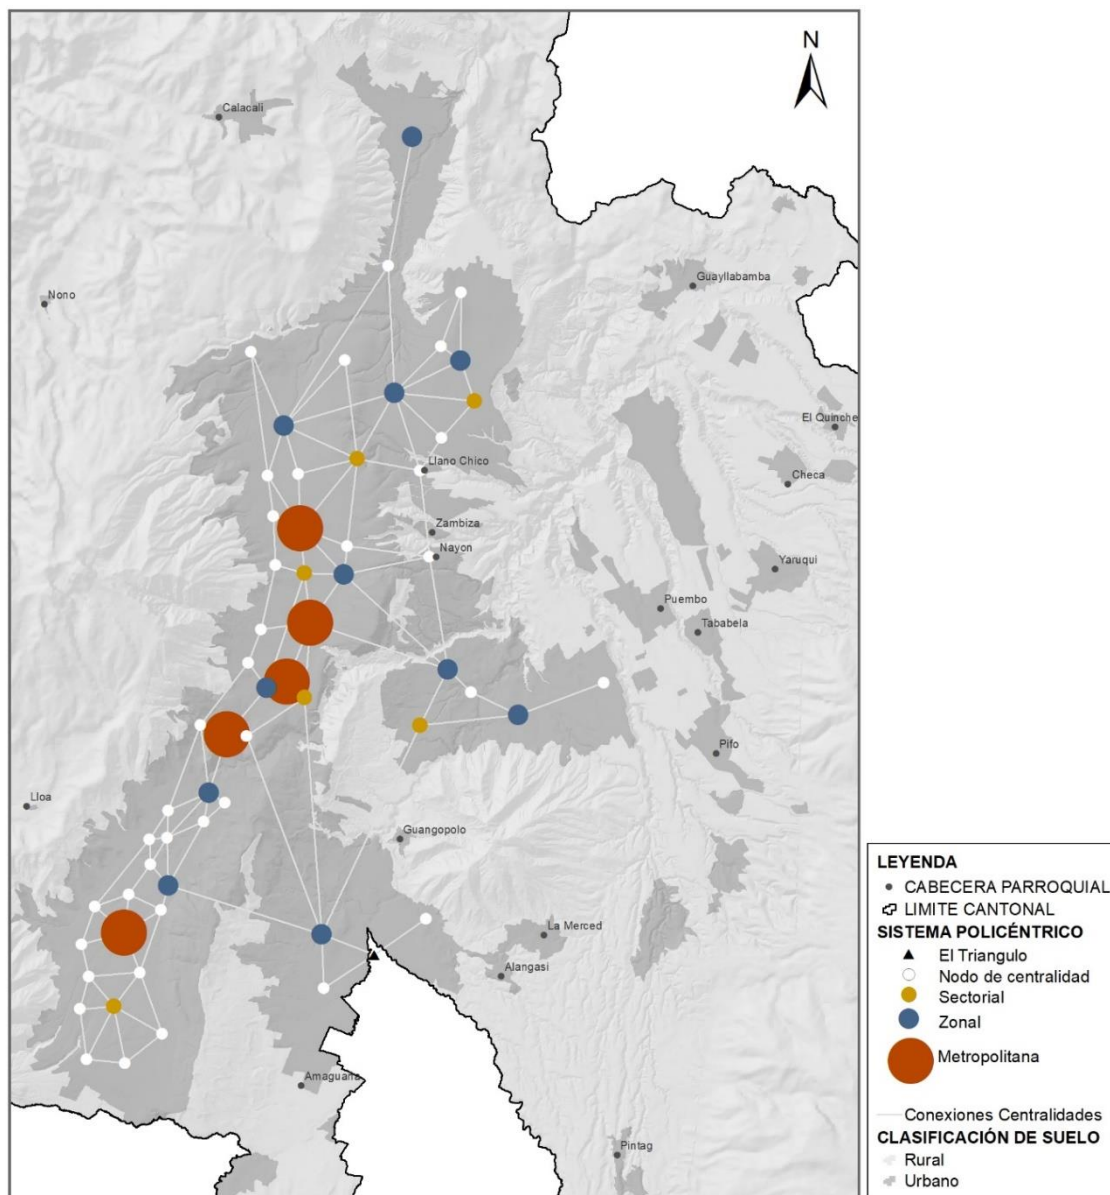 N
Calacali
Guayllabamba
Nono
El Quinche
Llano Chico
Checa
Zambiza
Nayon
Yaruqui
Puembo
Tababela
Pifo
Lloa
Guangopolo
La Merced
Alangasi
Amaguaña
Pintag
LEYENDA
CABECERA PARROQUIAL
LIMITE CANTONAL
SISTEMA POLICÉNTRICO
El Triangulo
Nodo de centralidad
Sectorial
Zonal
Metropolitana
Conexiones Centralidades
CLASIFICACIÓN DE SUELO
Rural
Urbano